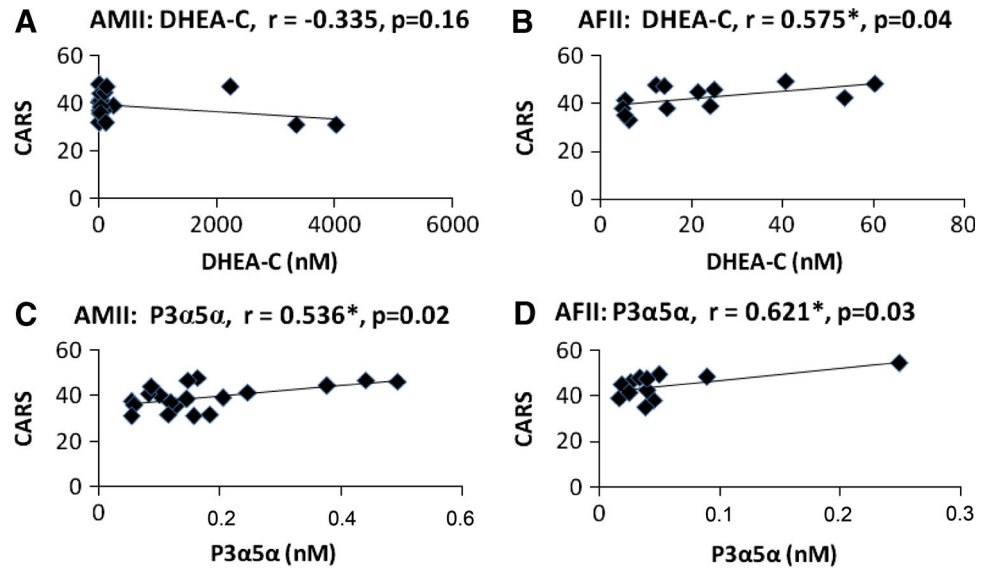 A AMII: DHEA-C, r = -0.335, p=0.16
CARS
60
40
20
0
0 2000 4000 6000
DHEA-C (nM)
B AFII: DHEA-C, r = 0.575*, p=0.04
CARS
60
40
20
0
0 20 40 60 80
DHEA-C (nM)
C AMII: P3α5α, r = 0.536*, p=0.02
CARS
60
40
20
0
0 0.2 0.4 0.6
P3α5α (nM)
D AFII: P3α5α, r = 0.621*, p=0.03
CARS
60
40
20
0
0 0.1 0.2 0.3
P3α5α (nM)